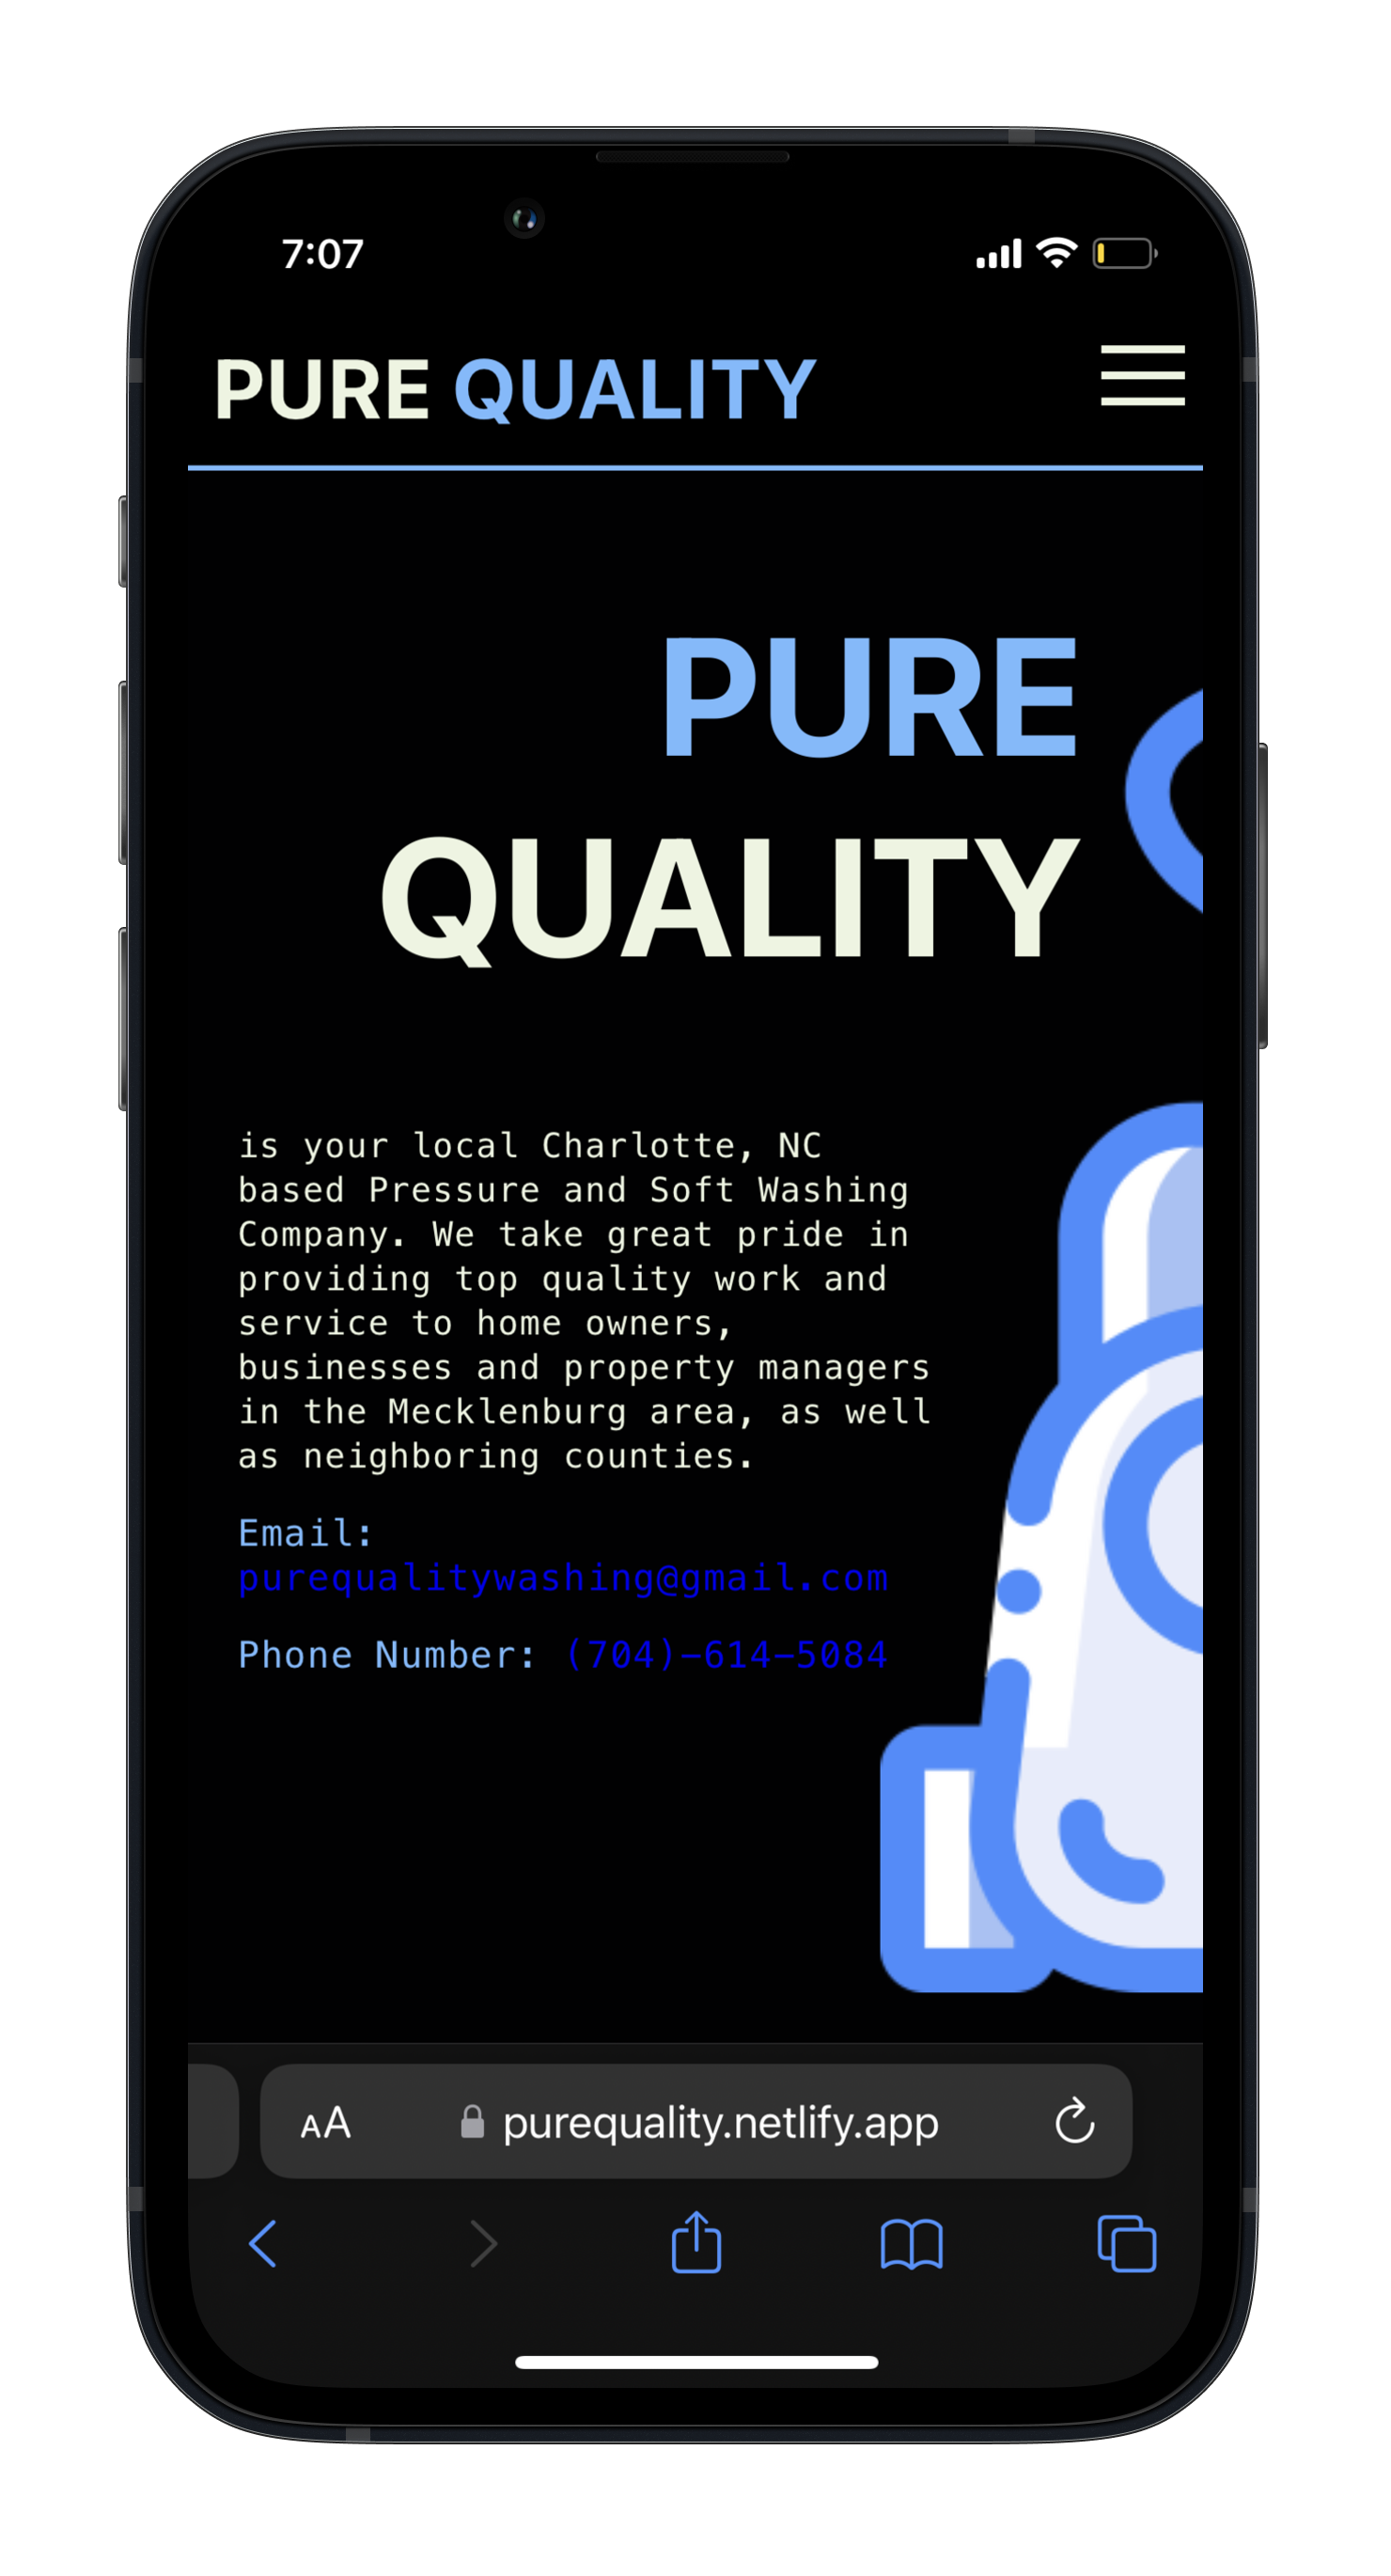 7:07
PURE QUALITY
PURE
QUALITY
is your local Charlotte, NC
based Pressure and Soft Washing
Company. We take great pride in
providing top quality work and
service to home owners,
businesses and property managers
in the Mecklenburg area, as well
as neighboring counties.
Email:
purequalitywashing@gmail.com
Phone Number: (704)-614-5084
AA purequality.netlify.app